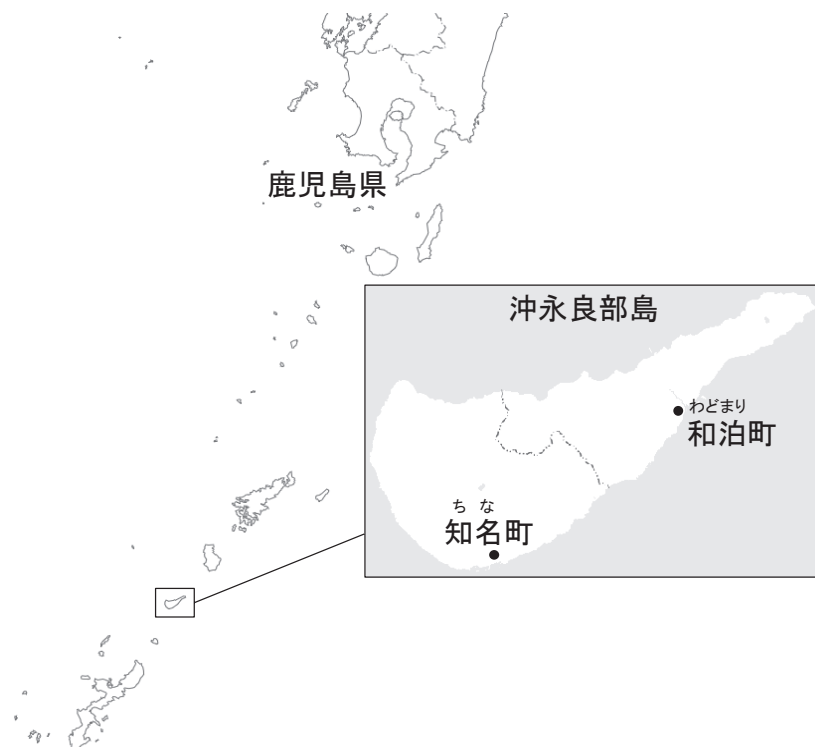 鹿児島県
沖永良部島
わどまり
和泊町
ちな
知名町